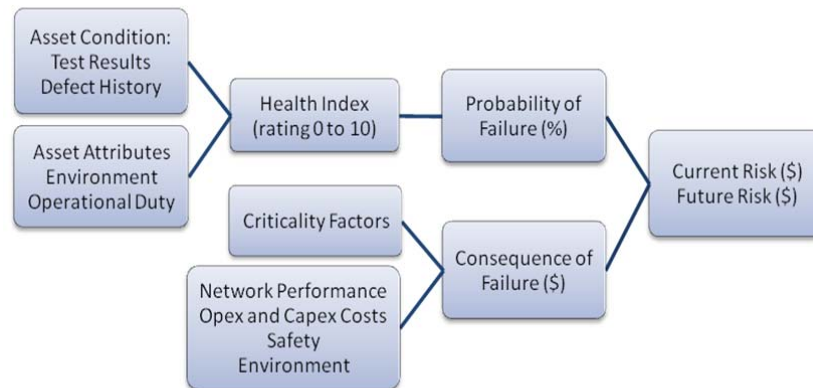 Asset Condition:
Test Results
Defect History
Asset Attributes
Environment
Operational Duty
Health Index
(rating 0 to 10)
Probability of
Failure (%)
Criticality Factors
Network Performance
Opex and Capex Costs
Safety
Environment
Consequence of
Failure ($)
Current Risk ($)
Future Risk ($)